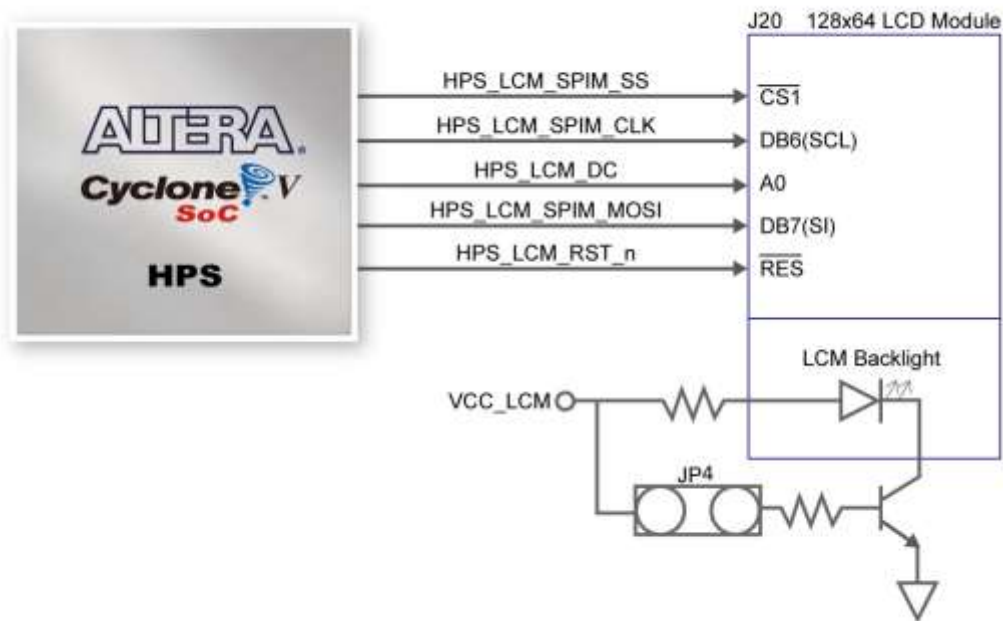 J20 128x64 LCD Module
HPS_LCM_SPIM_SS
CS1
HPS_LCM_SPIM_CLK
DB6(SCL)
HPS_LCM_DC
A0
HPS_LCM_SPIM_MOSI
DB7(SI)
HPS_LCM_RST_n
RES
ALTERA®
Cyclone® V
SoC
HPS
LCM Backlight
VCC_LCM
JP4